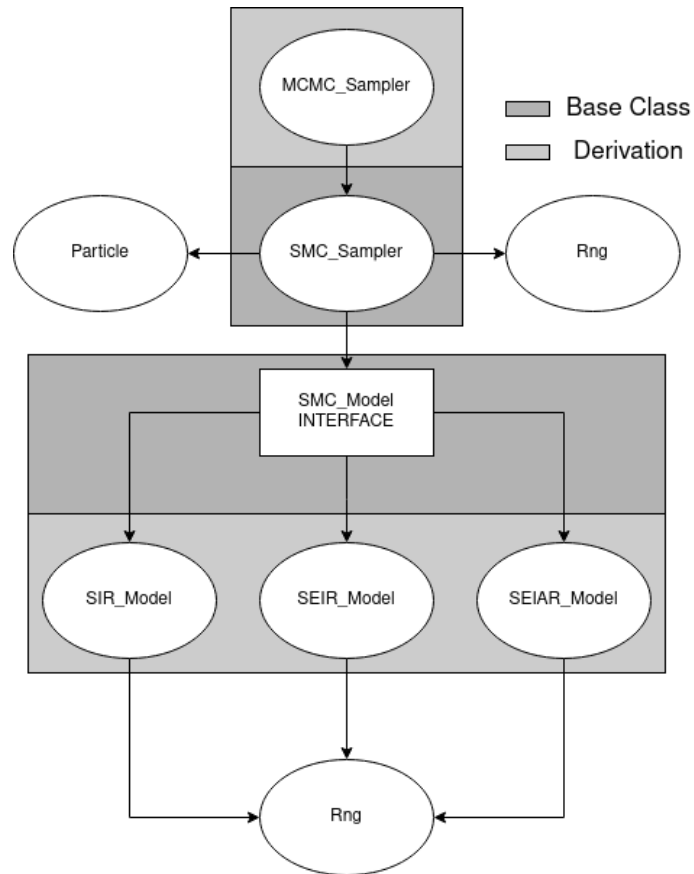 MCMC_Sampler
Base Class
Derivation
Particle
SMC_Sampler
Rng
SMC_Model
INTERFACE
SIR_Model
SEIR_Model
SEIAR_Model
Rng